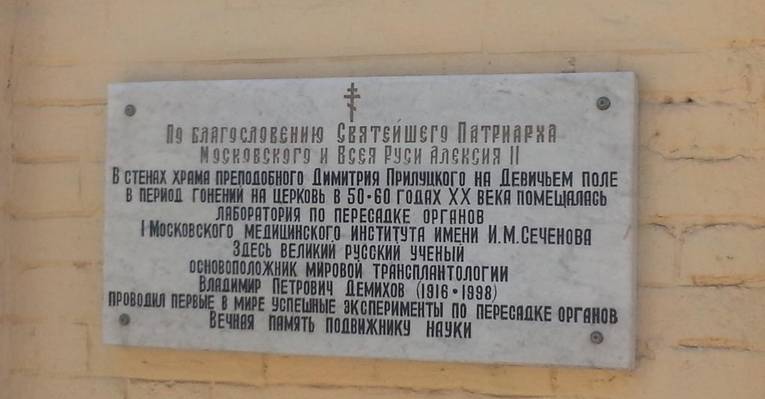 По благословению Святейшего Патриарха
Московского и Всея Руси Алексия II
В стенах храма преподобного Димитрия Прилуцкого на Девичьем поле
в период гонений на церковь в 50-60 годах XX века помещалась
лаборатория по пересадке органов
I Московского медицинского института имени И.М.Сеченова
Здесь великий русский ученый
основоположник мировой трансплантологии
Владимир Петрович Демихов (1916 • 1998)
проводил первые в мире успешные эксперименты по пересадке органов
Вечная память подвижнику науки